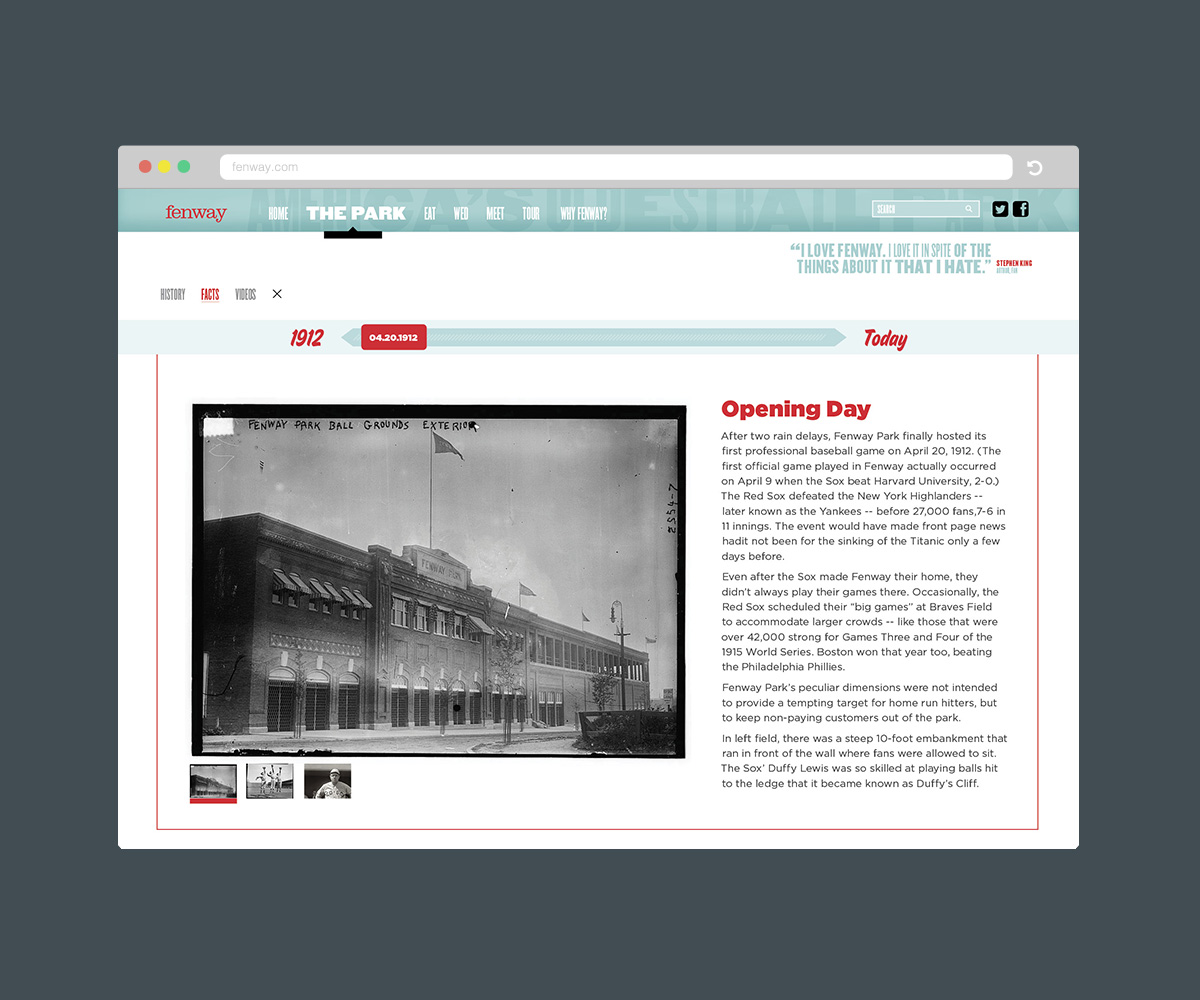 fenway.com
AMERICA'S OLDEST BALLPARK
fenway
HOME
THE PARK
EAT
WED
MEET
TOUR
WHY FENWAY?
SEARCH
“I LOVE FENWAY. I LOVE IT IN SPITE OF THE
THINGS ABOUT IT THAT I HATE.”
STEPHEN KING
AUTHOR, FAN
HISTORY
FACTS
VIDEOS
1912
04.20.1912
Today
FENWAY PARK BALL GROUNDS EXTERIOR
2554-7
FENWAY PARK
Opening Day
After two rain delays, Fenway Park finally hosted its
first professional baseball game on April 20, 1912. (The
first official game played in Fenway actually occurred
on April 9 when the Sox beat Harvard University, 2-0.)
The Red Sox defeated the New York Highlanders --
later known as the Yankees -- before 27,000 fans,7-6 in
11 innings. The event would have made front page news
hadit not been for the sinking of the Titanic only a few
days before.
Even after the Sox made Fenway their home, they
didn’t always play their games there. Occasionally, the
Red Sox scheduled their “big games” at Braves Field
to accommodate larger crowds -- like those that were
over 42,000 strong for Games Three and Four of the
1915 World Series. Boston won that year too, beating
the Philadelphia Phillies.
Fenway Park’s peculiar dimensions were not intended
to provide a tempting target for home run hitters, but
to keep non-paying customers out of the park.
In left field, there was a steep 10-foot embankment that
ran in front of the wall where fans were allowed to sit.
The Sox’ Duffy Lewis was so skilled at playing balls hit
to the ledge that it became known as Duffy’s Cliff.